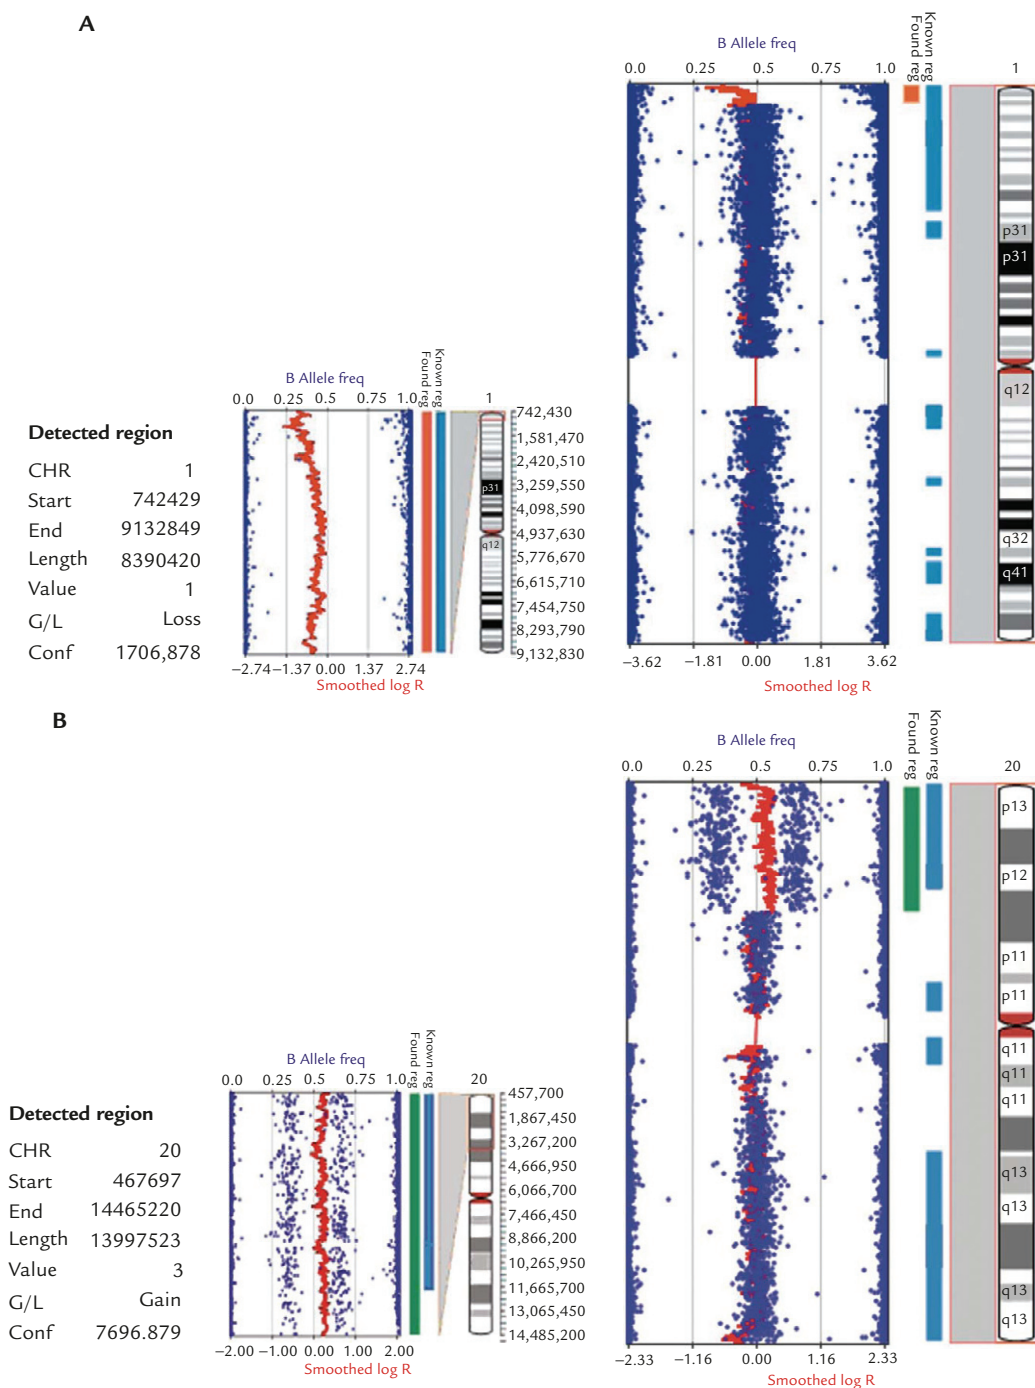 A
B Allele freq
0.0 0.25 0.5 0.75 1.0
Found reg
Known reg
1
p31
p31
q12
q32
q41
−3.62 −1.81 0.00 1.81 3.62
Smoothed log R
Detected region
CHR 1
Start 742429
End 9132849
Length 8390420
Value 1
G/L Loss
Conf 1706,878
B Allele freq
0.0 0.25 0.5 0.75 1.0
Found reg
Known reg
1
p31
q12
742,430
1,581,470
2,420,510
3,259,550
4,098,590
4,937,630
5,776,670
6,615,710
7,454,750
8,293,790
9,132,830
−2.74 −1.37 0.00 1.37 2.74
Smoothed log R
B
B Allele freq
0.0 0.25 0.5 0.75 1.0
Found reg
Known reg
20
p13
p12
p11
p11
q11
q11
q11
q13
q13
q13
q13
−2.33 −1.16 0.00 1.16 2.33
Smoothed log R
Detected region
CHR 20
Start 467697
End 14465220
Length 13997523
Value 3
G/L Gain
Conf 7696.879
B Allele freq
0.0 0.25 0.5 0.75 1.0
Found reg
Known reg
20
457,700
1,867,450
3,267,200
4,666,950
6,066,700
7,466,450
8,866,200
10,265,950
11,665,700
13,065,450
14,485,200
−2.00 −1.00 0.00 1.00 2.00
Smoothed log R